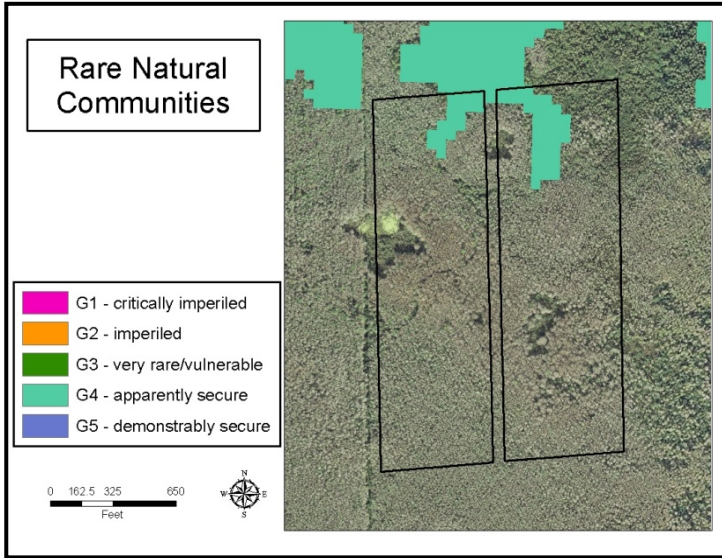 Rare Natural
Communities
G1 - critically imperiled
G2 - imperiled
G3 - very rare/vulnerable
G4 - apparently secure
G5 - demonstrably secure
0 162.5 325 650
Feet
N
W E
S